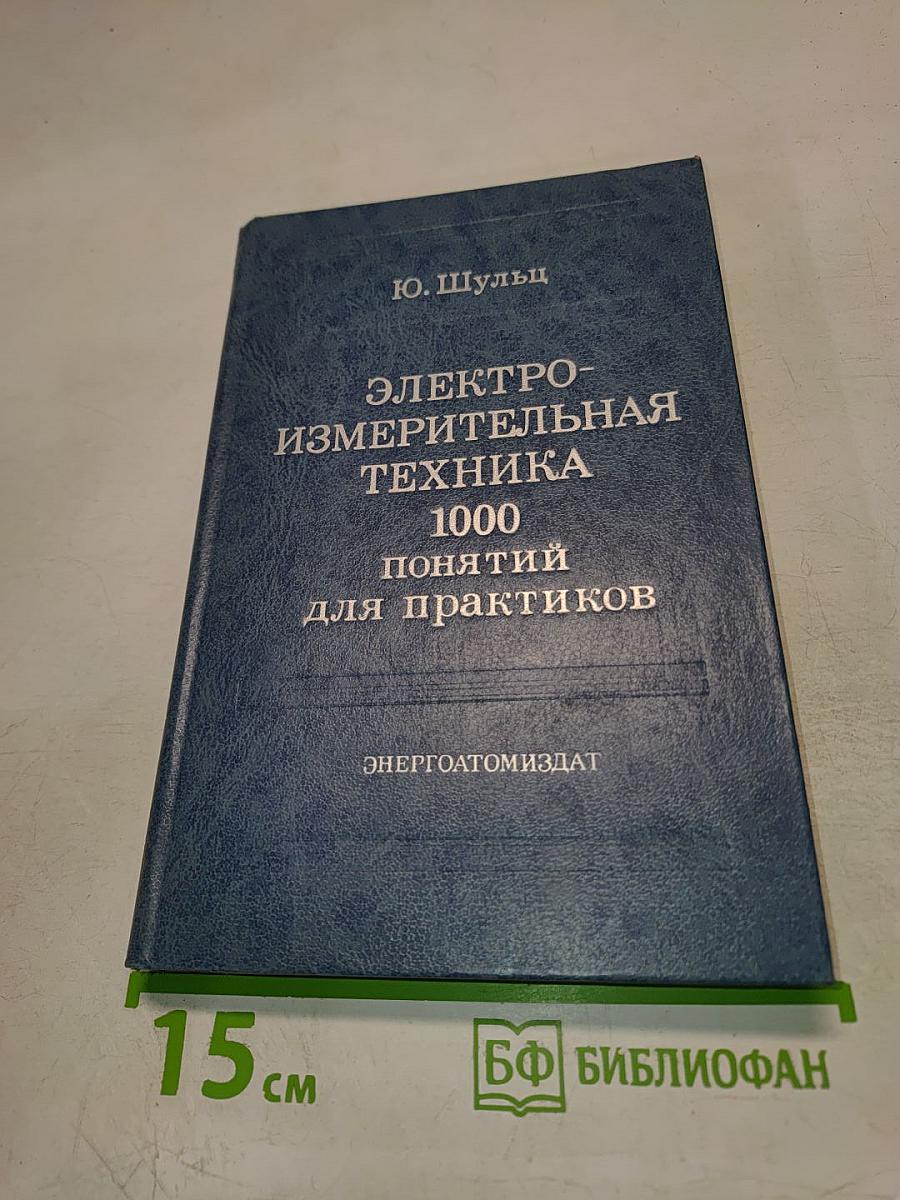 Ю. Шульц
ЭЛЕКТРО-
ИЗМЕРИТЕЛЬНАЯ
ТЕХНИКА
1000
понятий
для практиков
ЭНЕРГОАТОМИЗДАТ
15 см
БФ БИБЛИОФАН